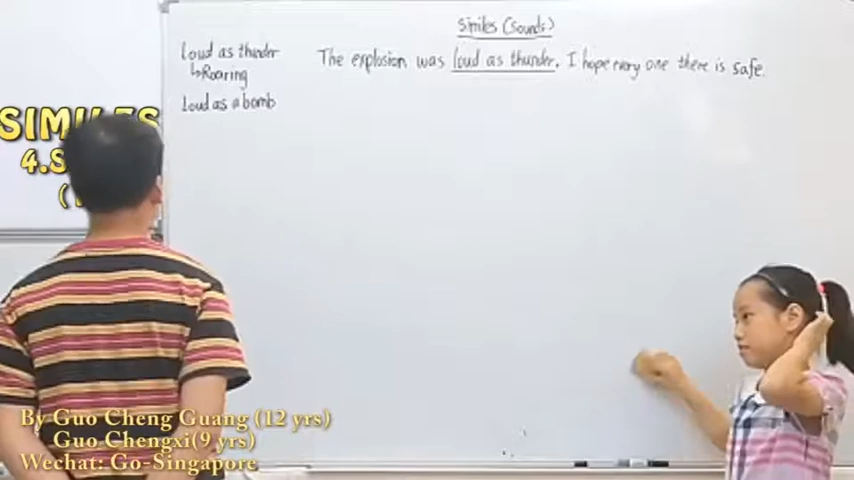 Similes (Sounds)
Loud as thunder
↳Roaring
Loud as a bomb
The explosion was loud as thunder. I hope every one there is safe.
SIMILES
4.S
By Guo Cheng Guang (12 yrs)
Guo Chengxi(9 yrs)
Wechat: Go-Singapore